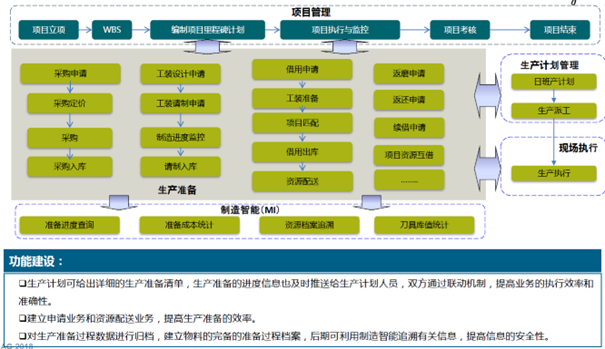 项目管理
项目立项
WBS
编制项目里程碑计划
项目执行与监控
项目考核
项目结束
采购申请
采购定价
采购
采购入库
工装设计申请
工装请制申请
制造进度监控
请制入库
借用申请
工装准备
项目匹配
借用出库
资源配送
返磨申请
返还申请
续借申请
项目资源互借
........
生产准备
生产计划管理
日班产计划
生产派工
现场执行
生产执行
制造智能(MI)
准备进度查询
准备成本统计
资源档案追溯
刀具库值统计
功能建设：
❑生产计划可给出详细的生产准备清单，生产准备的进度信息也及时推送给生产计划人员，双方通过联动机制，提高业务的执行效率和
准确性。
❑建立申请业务和资源配送业务，提高生产准备的效率。
❑对生产准备过程数据进行归档，建立物料的完备的准备过程档案，后期可利用制造智能追溯有关信息，提高信息的安全性。